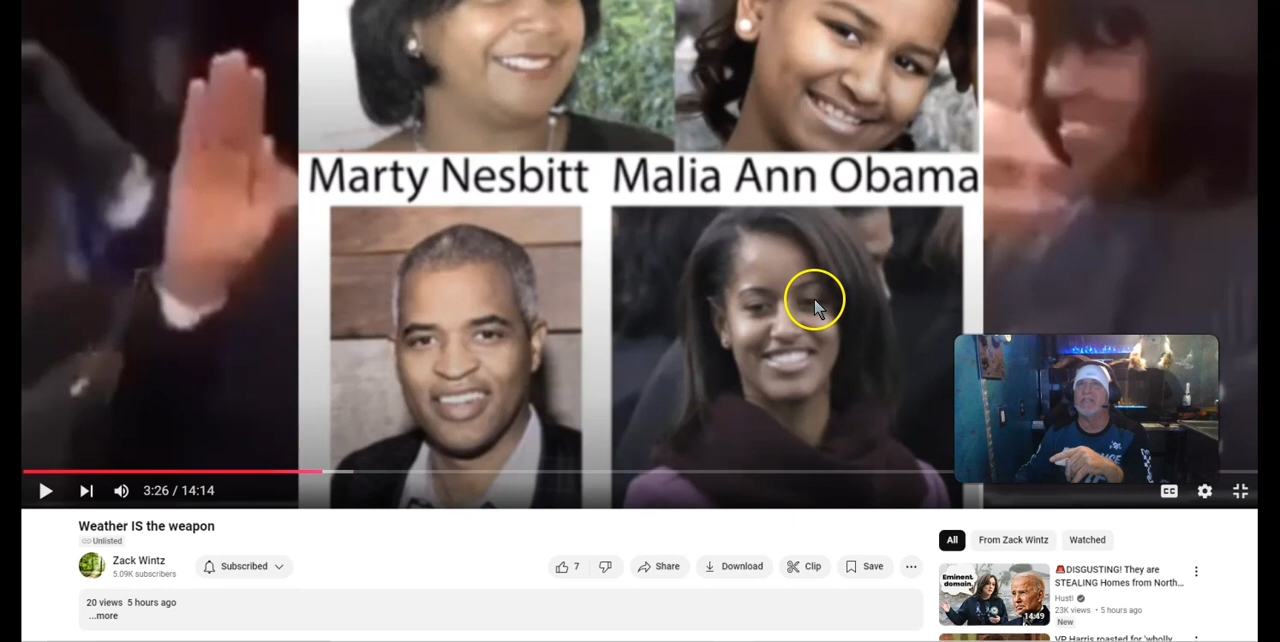 Marty Nesbitt Malia Ann Obama
3:26 / 14:14
CC
Weather IS the weapon
Unlisted
Zack Wintz
5.09K subscribers
Subscribed
7
Share
Download
Clip
Save
20 views 5 hours ago
...more
All
From Zack Wintz
Watched
Eminent
domain
14:49
🚨DISGUSTING! They are
STEALING Homes from North...
Husti
23K views • 5 hours ago
New
VP Harris roasted for 'wholly